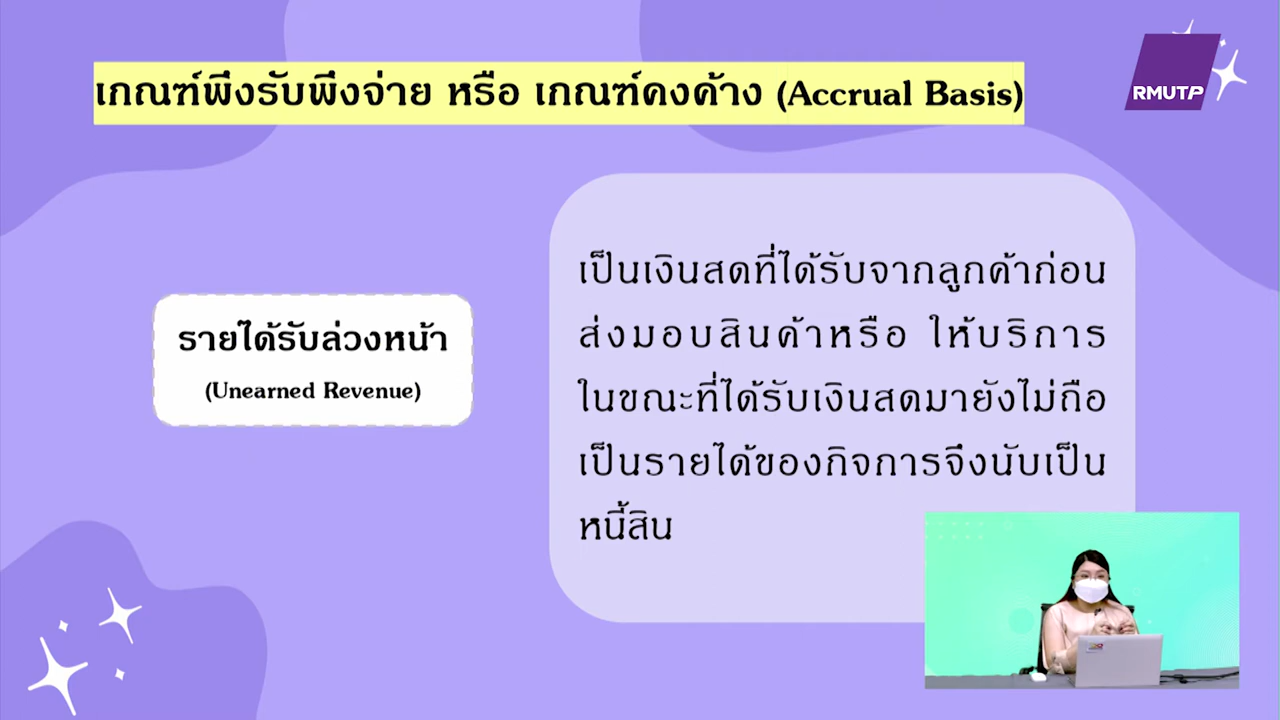 เกณฑ์พึงรับพึงจ่าย หรือ เกณฑ์คงค้าง (Accrual Basis)
RMUTP
รายได้รับล่วงหน้า
(Unearned Revenue)
เป็นเงินสดที่ได้รับจากลูกค้าก่อน
ส่งมอบสินค้าหรือ ให้บริการ
ในขณะที่ได้รับเงินสดมายังไม่ถือ
เป็นรายได้ของกิจการจึงนับเป็น
หนี้สิน